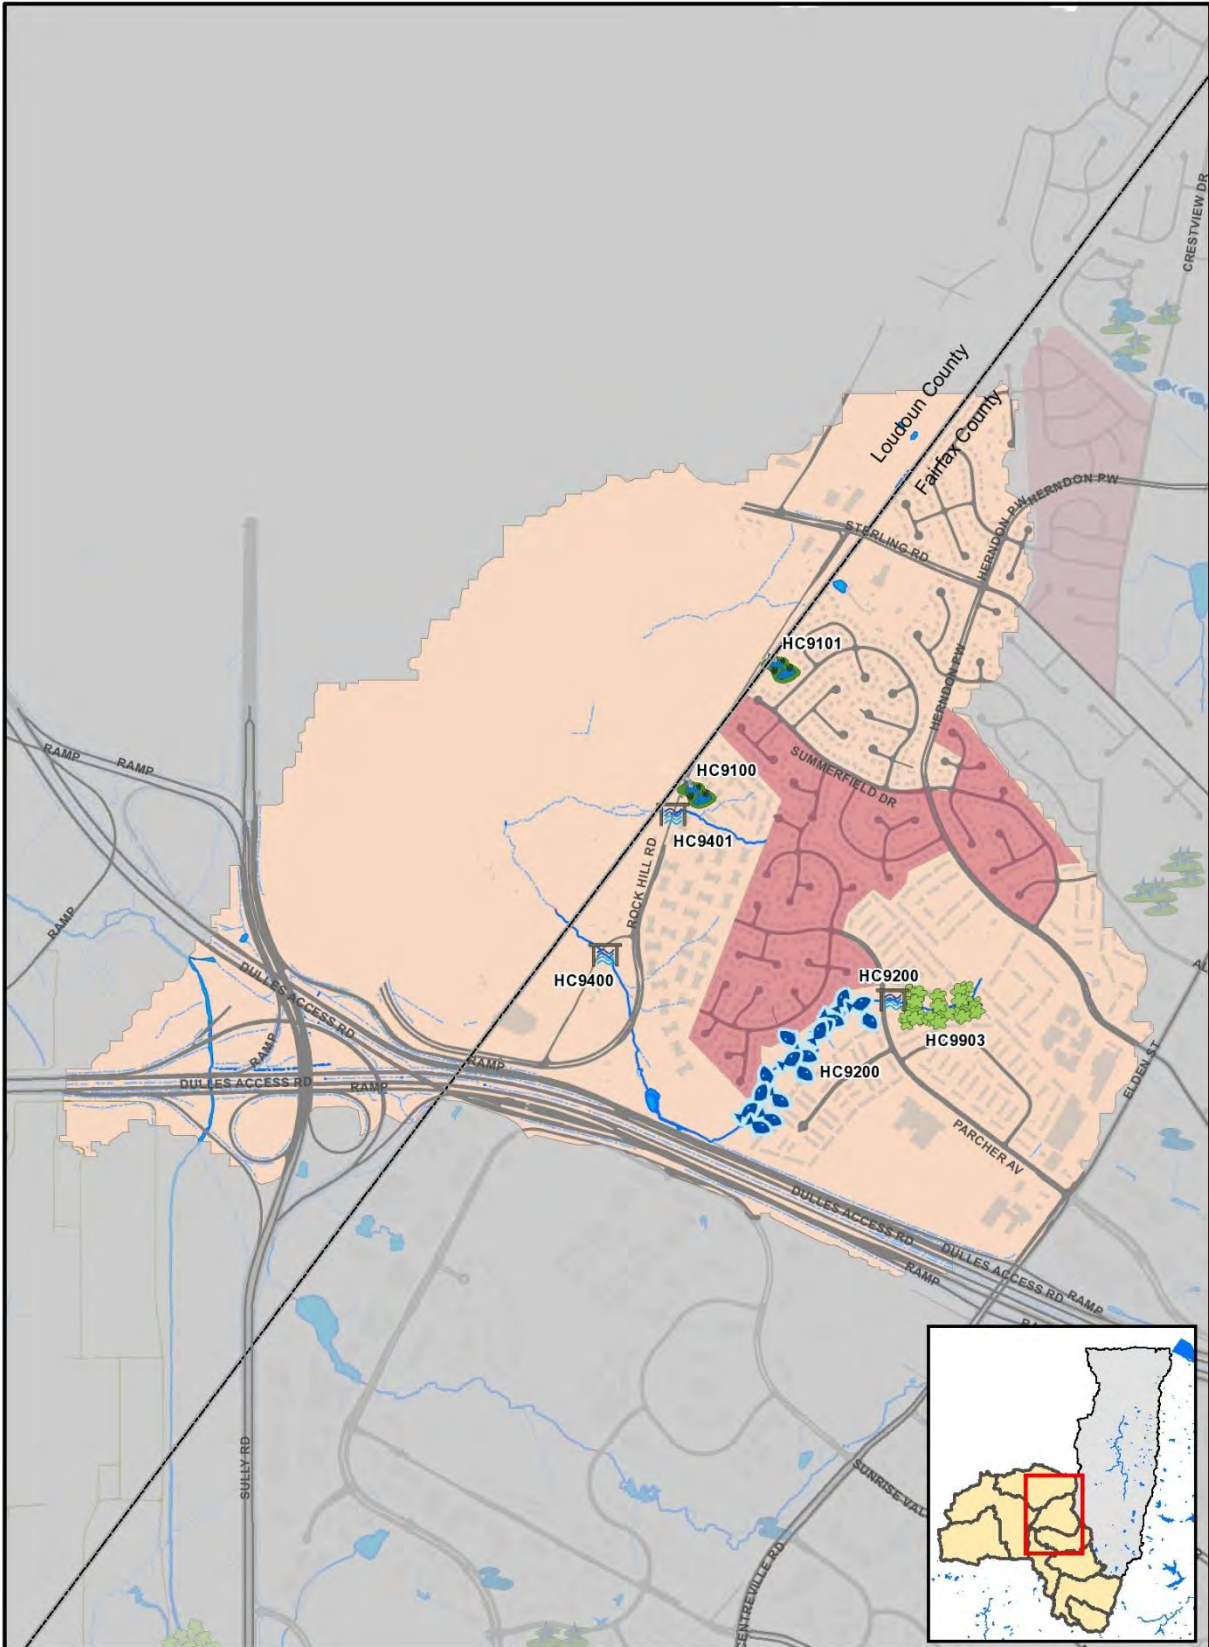 CRESTVIEW DR
Loudoun County
Fairfax County
HERNDON PW
HERNDON PW
STERLING RD
HC9101
HERNDON PW
SUMMERFIELD DR
RAMP
RAMP
HC9100
HC9401
ROCK HILL RD
RAMP
HC9400
HC9200
HC9903
DULLES ACCESS RD
RAMP
RAMP
DULLES ACCESS RD
RAMP
HC9200
ELDEN ST
PARCHER AV
DULLES ACCESS RD
DULLES ACCESS RD
RAMP
RAMP
SULLY RD
SUNRISE VAL
CENTREVILLE RD